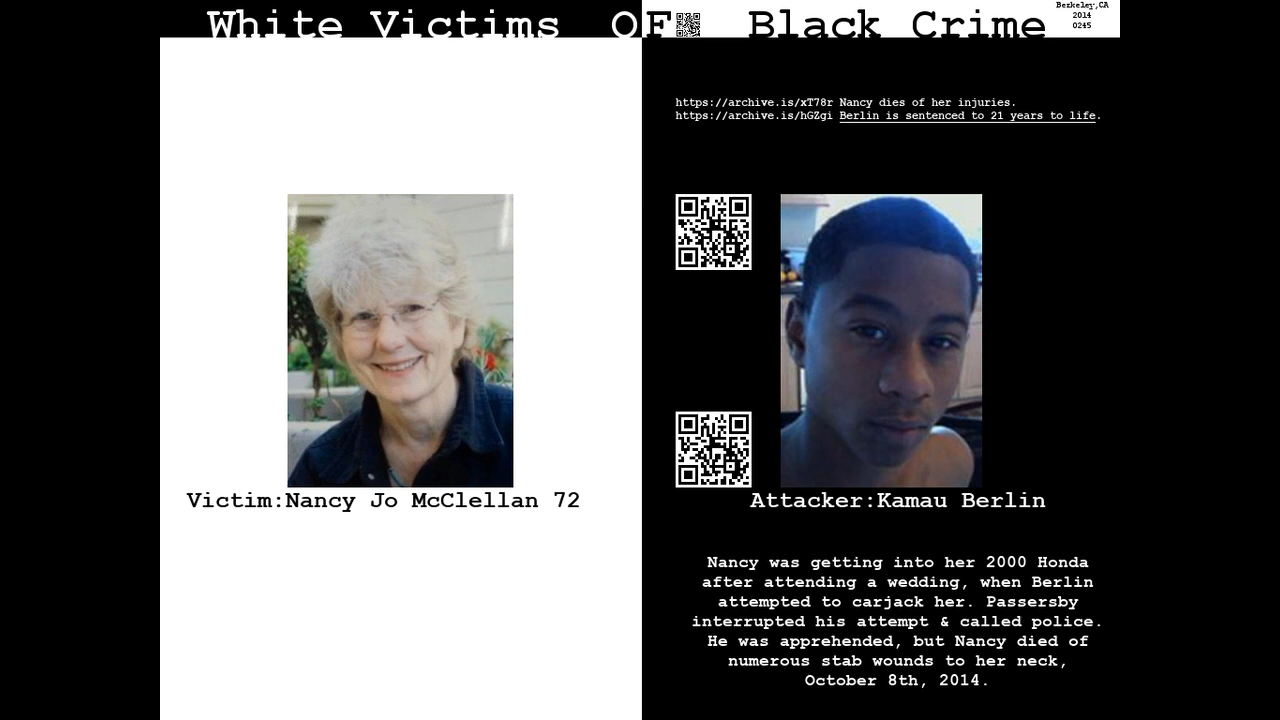 White Victims OF Black Crime
Berkeley,CA
2014
0245
https://archive.is/xT78r Nancy dies of her injuries.
https://archive.is/hGZgi Berlin is sentenced to 21 years to life.
Victim:Nancy Jo McClellan 72
Attacker:Kamau Berlin
Nancy was getting into her 2000 Honda
after attending a wedding, when Berlin
attempted to carjack her. Passersby
interrupted his attempt & called police.
He was apprehended, but Nancy died of
numerous stab wounds to her neck,
October 8th, 2014.